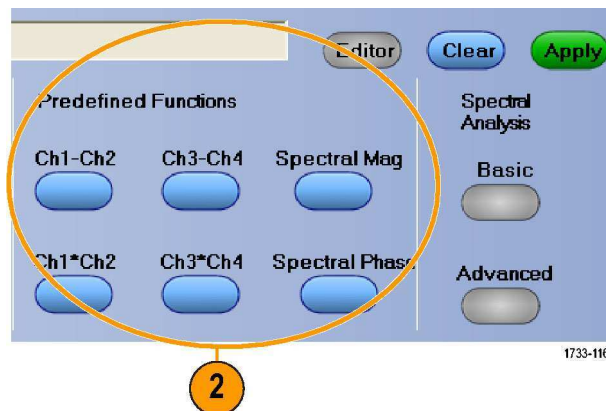 Editor Clear Apply
Predefined Functions
Spectral
Analysis
Ch1-Ch2 Ch3-Ch4 Spectral Mag
Basic
Ch1*Ch2 Ch3*Ch4 Spectral Phase
Advanced
1733-116
2